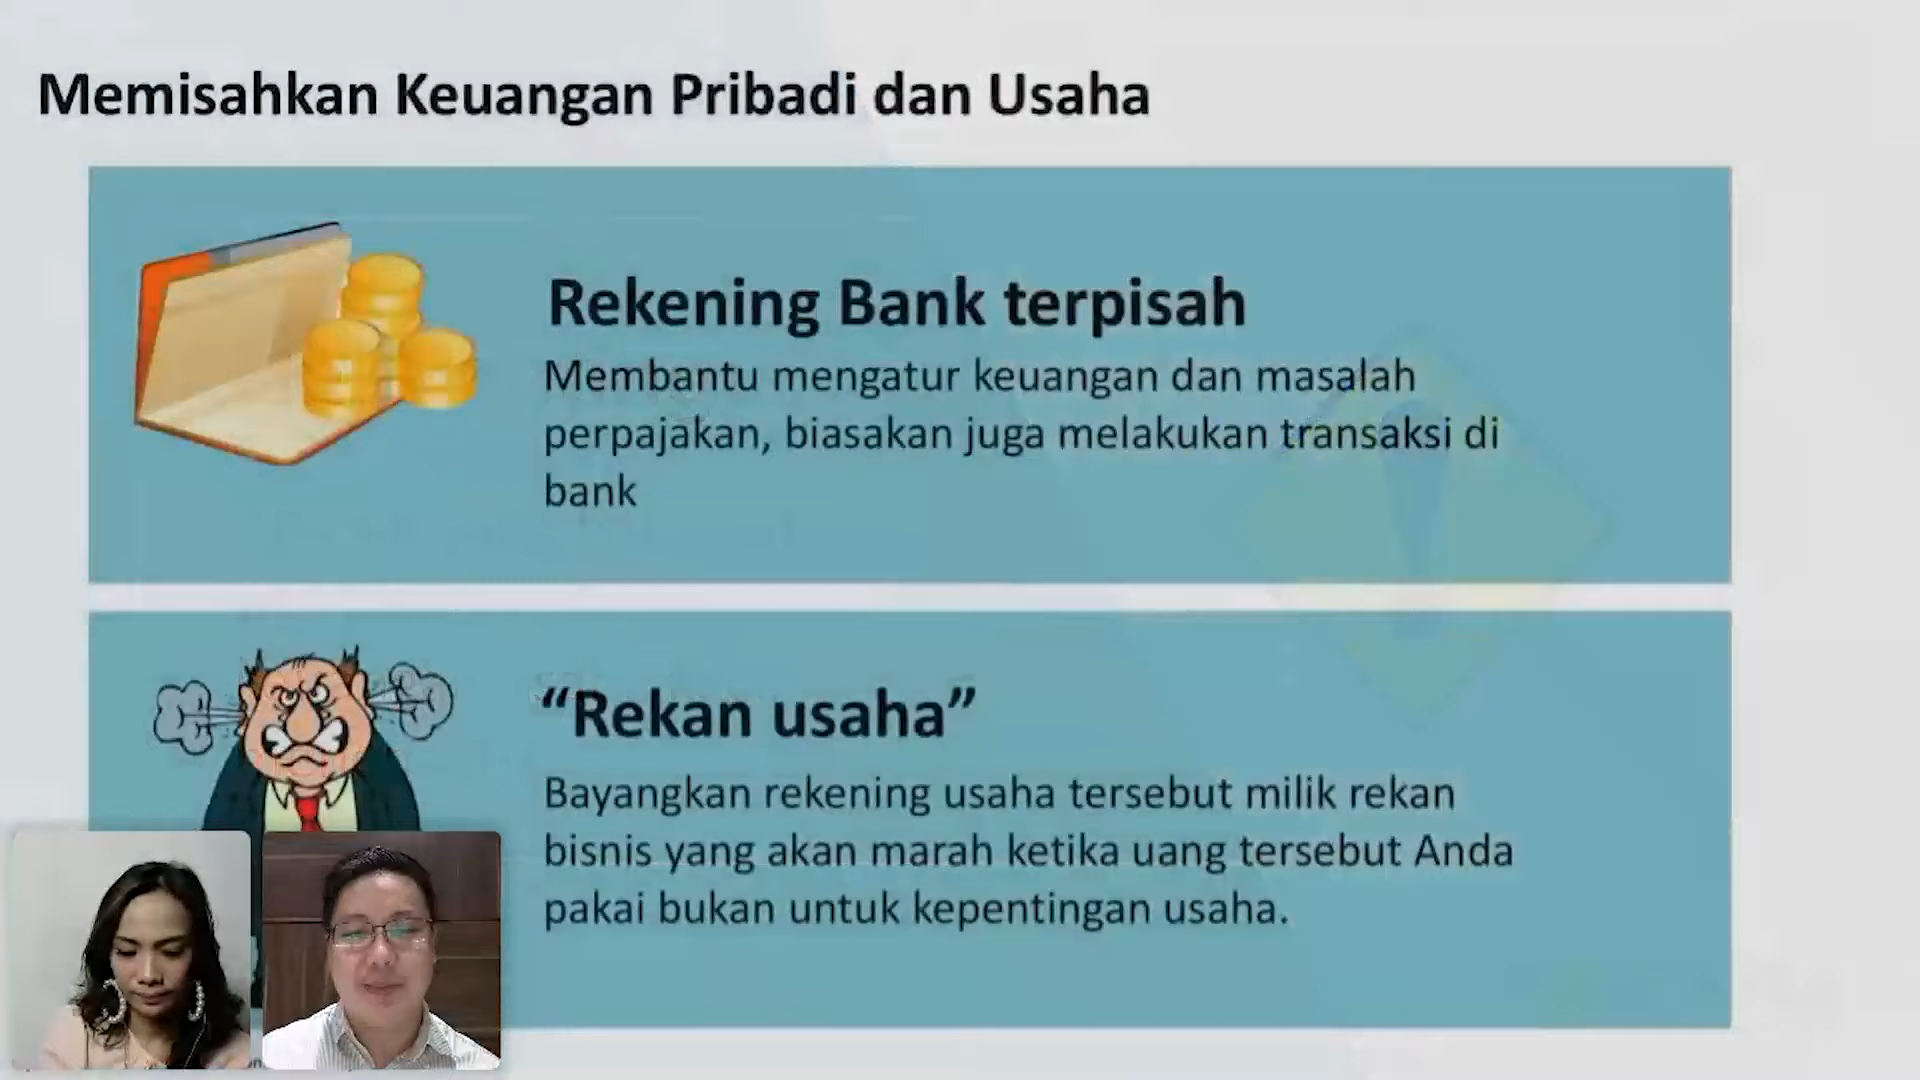 Memisahkan Keuangan Pribadi dan Usaha
Rekening Bank terpisah
Membantu mengatur keuangan dan masalah
perpajakan, biasakan juga melakukan transaksi di
bank
“Rekan usaha”
Bayangkan rekening usaha tersebut milik rekan
bisnis yang akan marah ketika uang tersebut Anda
pakai bukan untuk kepentingan usaha.